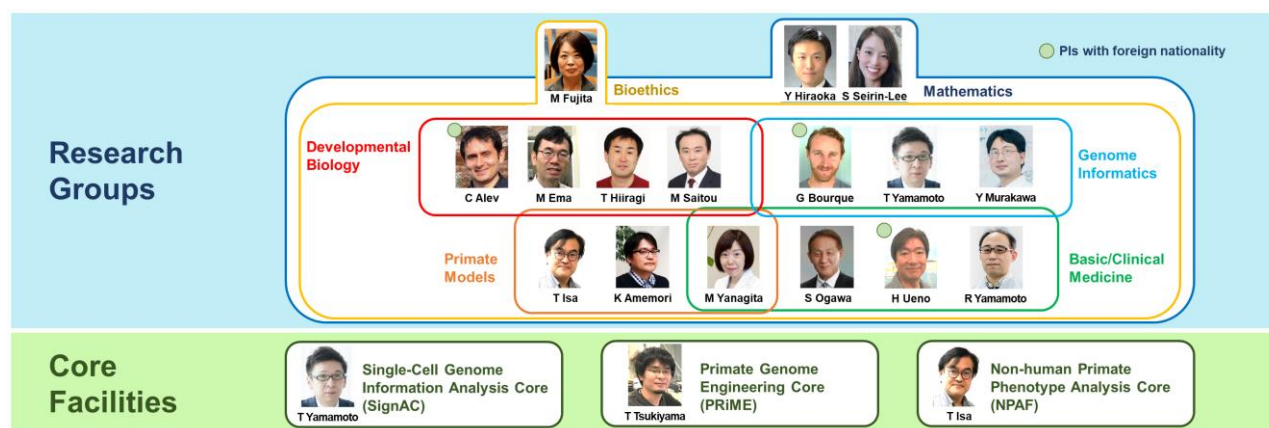 PIs with foreign nationality
M Fujita
Bioethics
Y Hiraoka S Seirin-Lee
Mathematics
Research
Groups
Developmental
Biology
C Alev M Ema T Hiiragi M Saitou
G Bourque T Yamamoto Y Murakawa
Genome
Informatics
Primate
Models
T Isa K Amemori M Yanagita S Ogawa H Ueno R Yamamoto
Basic/Clinical
Medicine
Core
Facilities
T Yamamoto
Single-Cell Genome
Information Analysis Core
(SignAC)
T Tsukiyama
Primate Genome
Engineering Core
(PRiME)
T Isa
Non-human Primate
Phenotype Analysis Core
(NPAF)